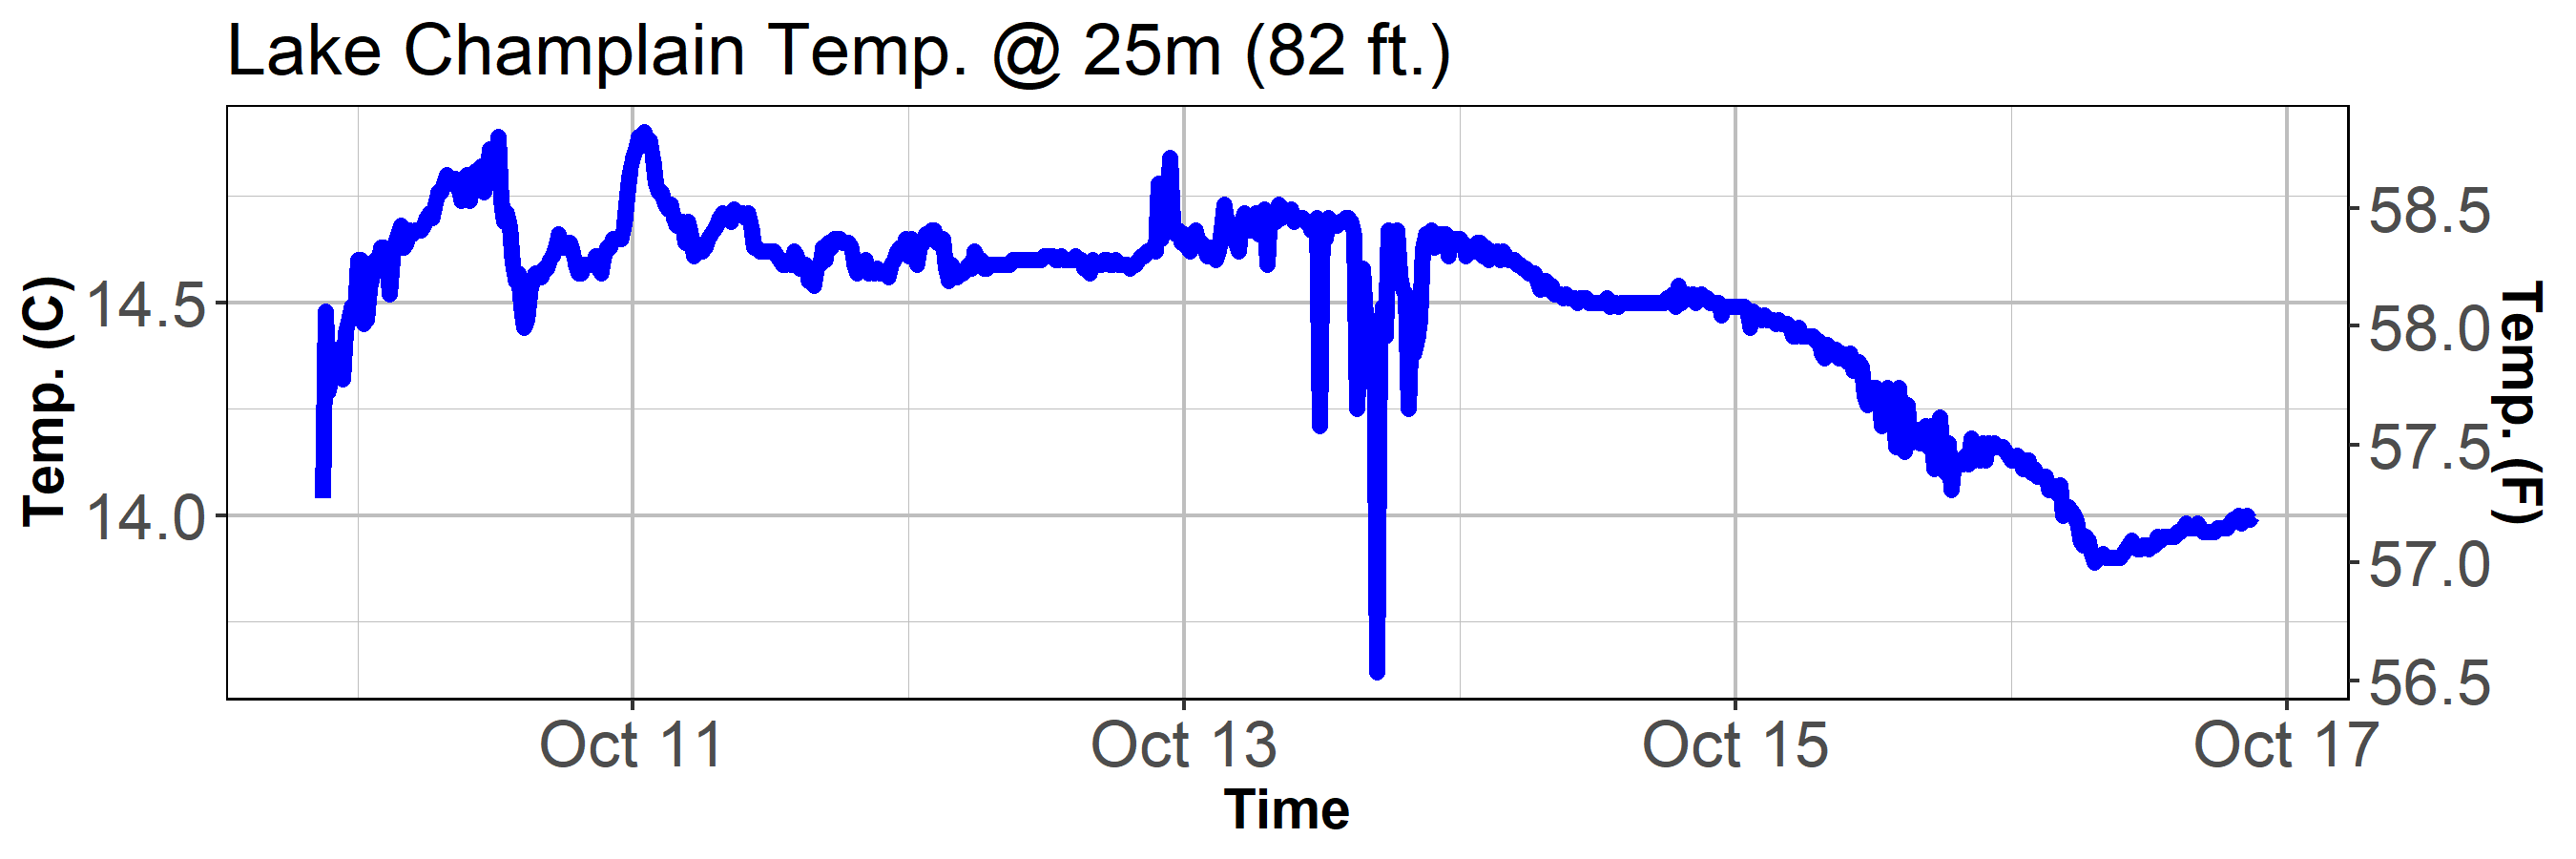 Lake Champlain Temp. @ 25m (82 ft.)
Temp. (C)
14.5
14.0
58.5
58.0
57.5
57.0
56.5
Temp. (F)
Oct 11
Oct 13
Oct 15
Oct 17
Time